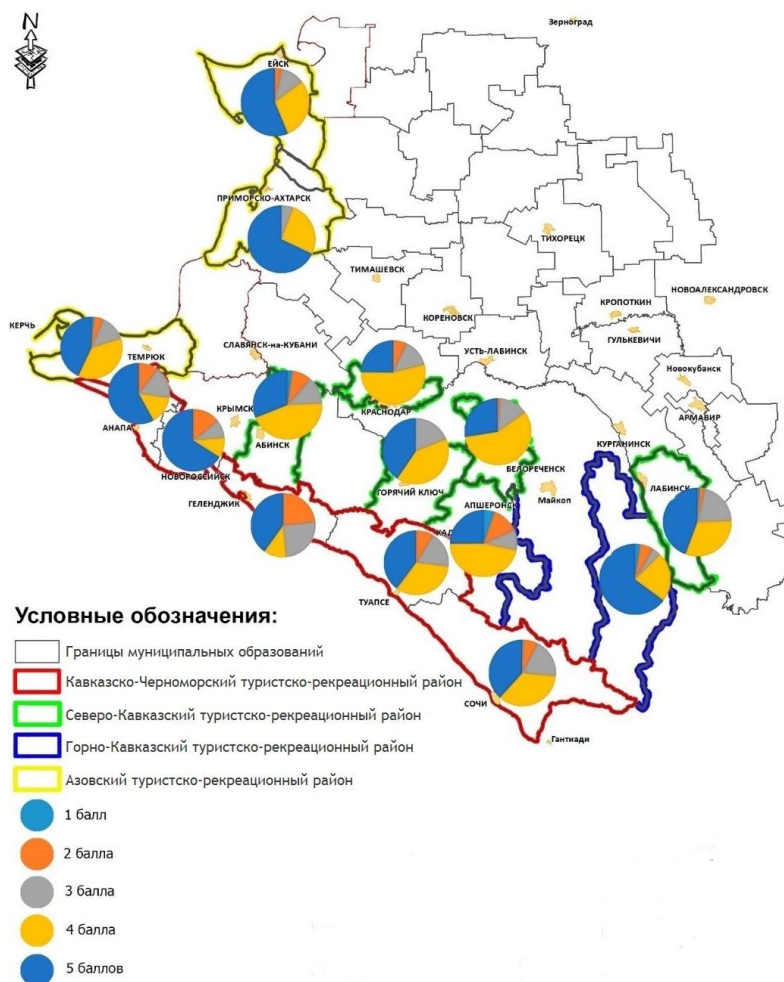 N
Зерноград
ЕЙСК
ПРИМОРСКО-АХТАРСК
ТИХОРЕЦК
ТИМАШЕВСК
КОРЕНОВСК
КРОПОТКИН
НОВОАЛЕКСАНДРОВСК
ГУЛЬКЕВИЧИ
КЕРЧЬ
ТЕМРЮК
СЛАВЯНСК-на-КУБАНИ
УСТЬ-ЛАБИНСК
Новокубанск
АРМАВИР
КРАСНОДАР
АНАПА
КРЫМСК
АБИНСК
КУРГАНИНСК
НОВОРОССИЙСК
БЕЛОРЕЧЕНСК
ГОРЯЧИЙ КЛЮЧ
Майкоп
ЛАБИНСК
ГЕЛЕНДЖИК
АПШЕРОНСК
ТУАПСЕ
СОЧИ
Гантиади
Условные обозначения:
Границы муниципальных образований
Кавказско-Черноморский туристско-рекреационный район
Северо-Кавказский туристско-рекреационный район
Горно-Кавказский туристско-рекреационный район
Азовский туристско-рекреационный район
1 балл
2 балла
3 балла
4 балла
5 баллов